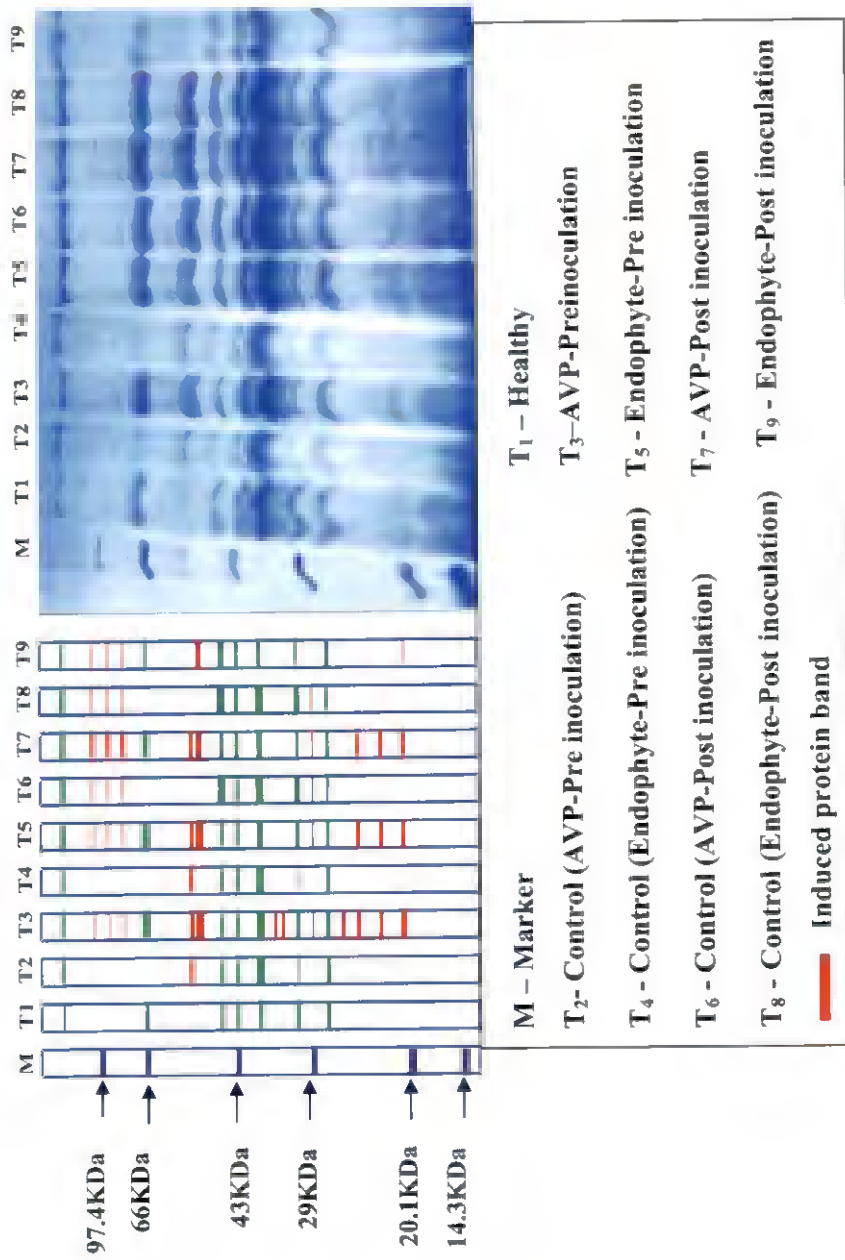 97.4KDa
66KDa
43KDa
29KDa
20.1KDa
14.3KDa
M T1 T2 T3 T4 T5 T6 T7 T8 T9
M T1 T2 T3 T4 T5 T6 T7 T8 T9
M – Marker
T₁ – Healthy
T₂- Control (AVP-Pre inoculation)
T₃–AVP-Preinoculation
T₄ - Control (Endophyte-Pre inoculation)
T₅ - Endophyte-Pre inoculation
T₆ - Control (AVP-Post inoculation)
T₇ - AVP-Post inoculation
T₈ - Control (Endophyte-Post inoculation)
T₉ - Endophyte-Post inoculation
Induced protein band